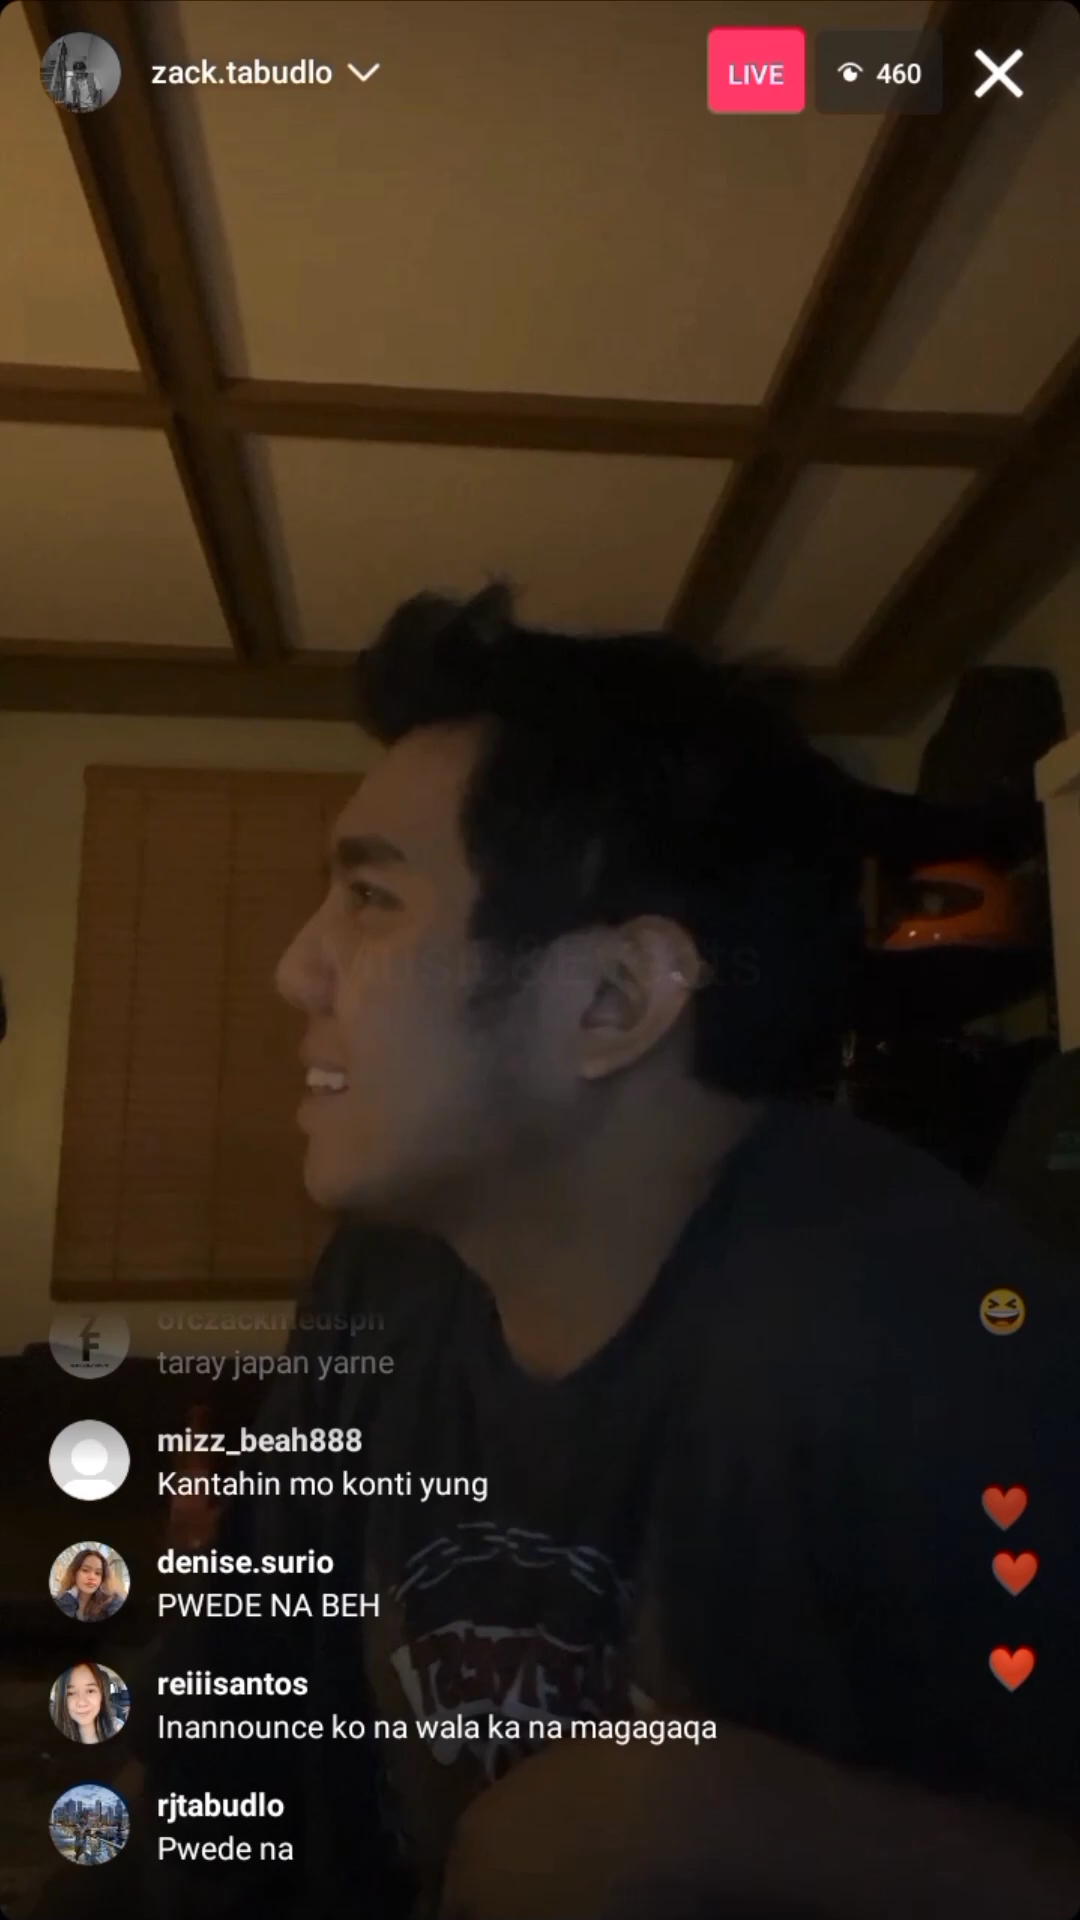 zack.tabudlo
LIVE
460
ofczackmedsph
taray japan yarne
mizz_beah888
Kantahin mo konti yung
denise.surio
PWEDE NA BEH
reiiisantos
Inannounce ko na wala ka na magagaqa
rjtabudlo
Pwede na